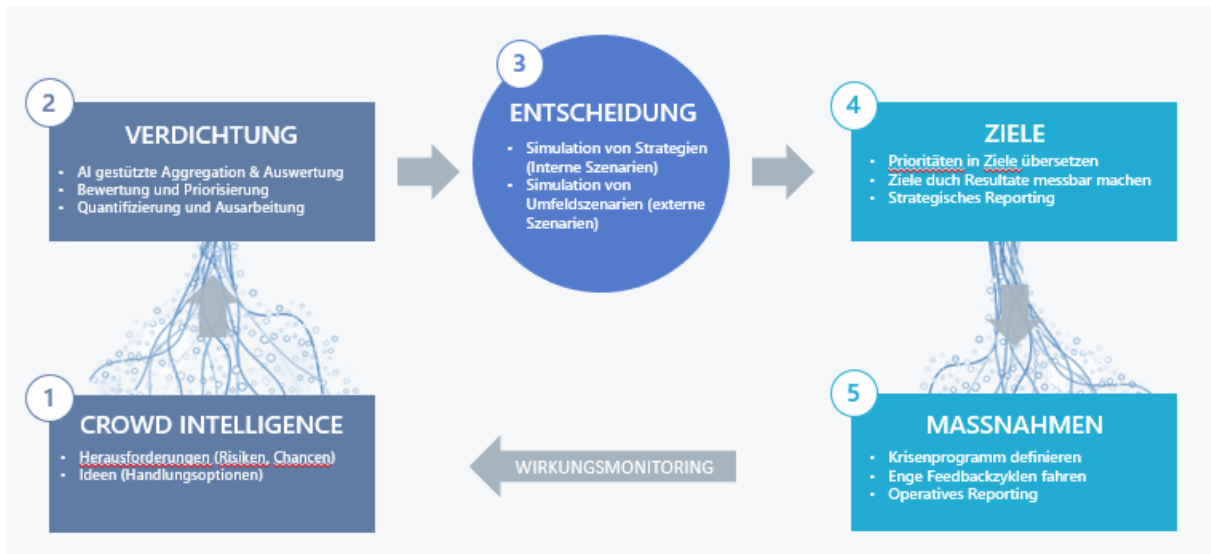 1
CROWD INTELLIGENCE
▪ Herausforderungen (Risiken, Chancen)
▪ Ideen (Handlungsoptionen)
2
VERDICHTUNG
▪ AI gestützte Aggregation & Auswertung
▪ Bewertung und Priorisierung
▪ Quantifizierung und Ausarbeitung
3
ENTSCHEIDUNG
▪ Simulation von Strategien
(Interne Szenarien)
▪ Simulation von
Umfeldszenarien (externe
Szenarien)
4
ZIELE
▪ Prioritäten in Ziele übersetzen
▪ Ziele duch Resultate messbar machen
▪ Strategisches Reporting
5
MASSNAHMEN
▪ Krisenprogramm definieren
▪ Enge Feedbackzyklen fahren
▪ Operatives Reporting
WIRKUNGSMONITORING